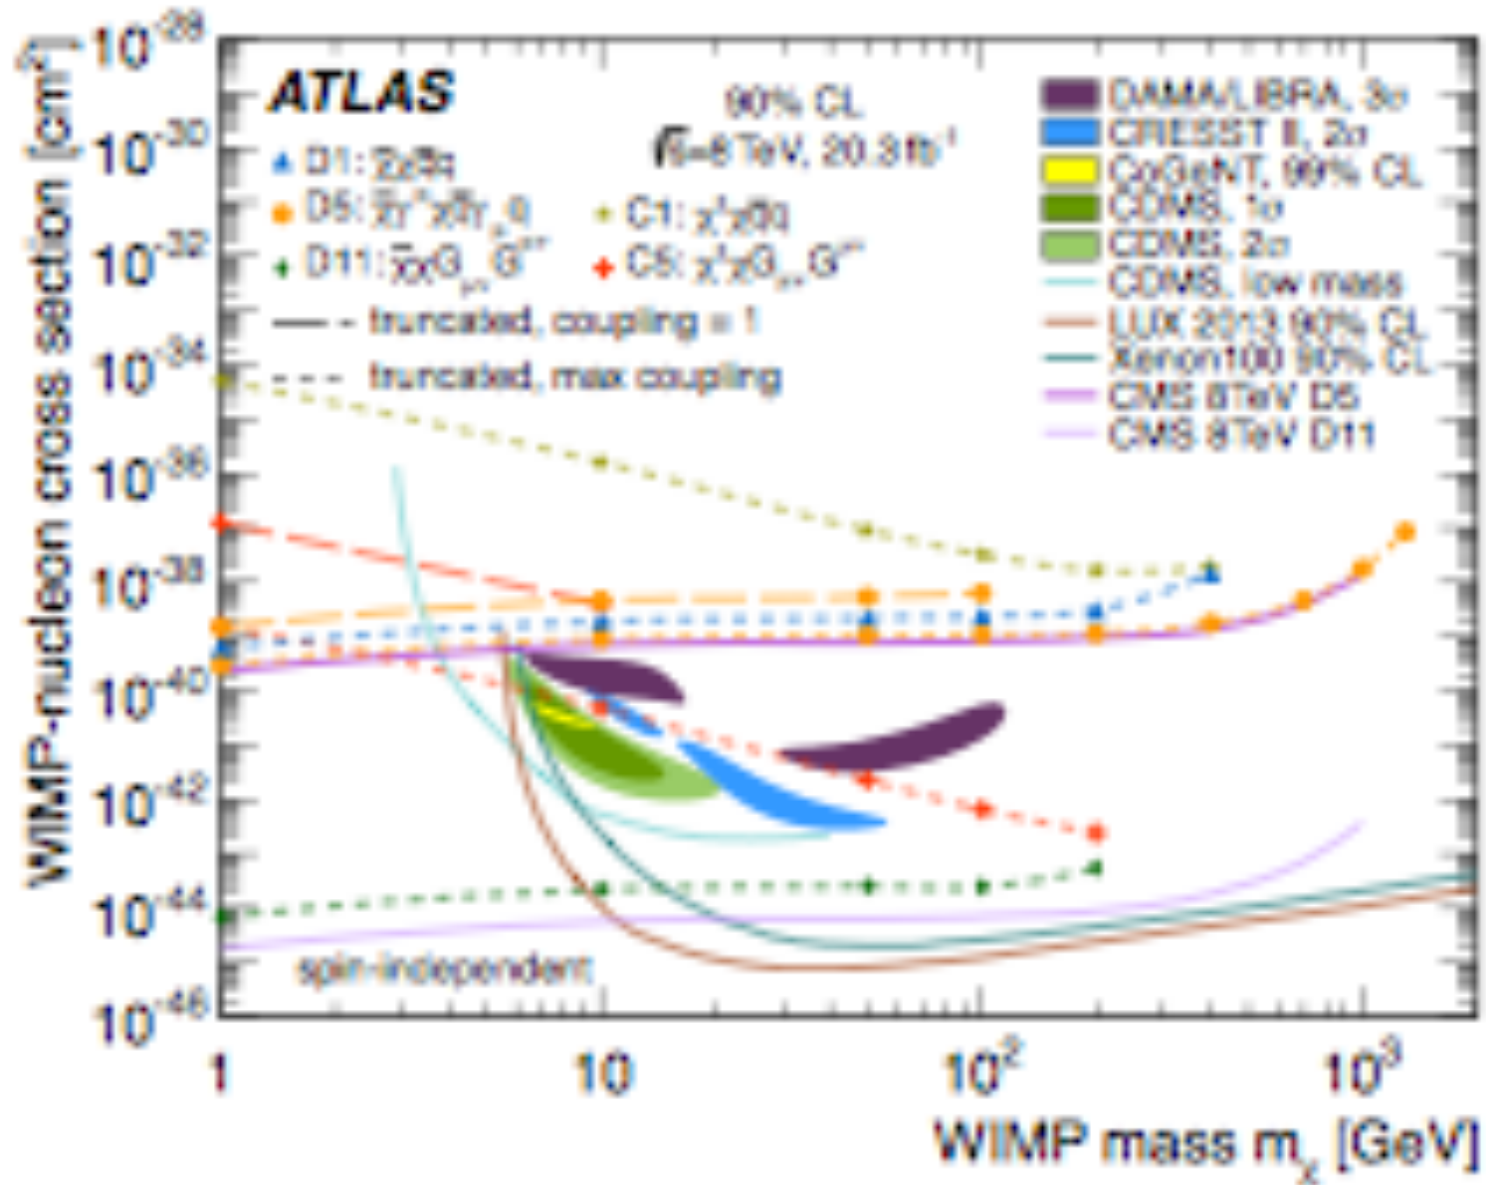 WIMP-nucleon cross section [cm²]
10⁻²⁸
10⁻³⁰
10⁻³²
10⁻³⁴
10⁻³⁶
10⁻³⁸
10⁻⁴⁰
10⁻⁴²
10⁻⁴⁴
10⁻⁴⁶
ATLAS
90% CL
√s=8 TeV, 20.3 fb⁻¹
D1:
D5:
C1:
D11:
C5:
truncated, coupling = 1
truncated, max coupling
DAMA/LIBRA, 3σ
CRESST II, 2σ
CoGeNT, 99% CL
CDMS, 1σ
CDMS, 2σ
CDMS, low mass
LUX 2013 90% CL
Xenon100 90% CL
CMS 8TeV D5
CMS 8TeV D11
spin-independent
1
10
10²
10³
WIMP mass mχ [GeV]